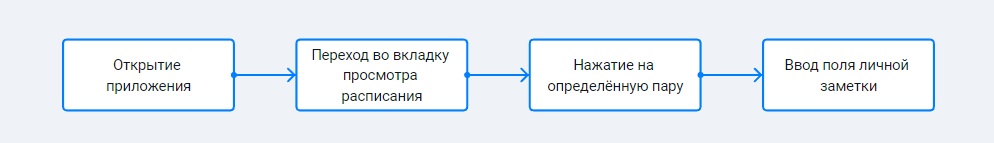 Открытие
приложения
Переход во вкладку
просмотра
расписания
Нажатие на
определённую пару
Ввод поля личной
заметки